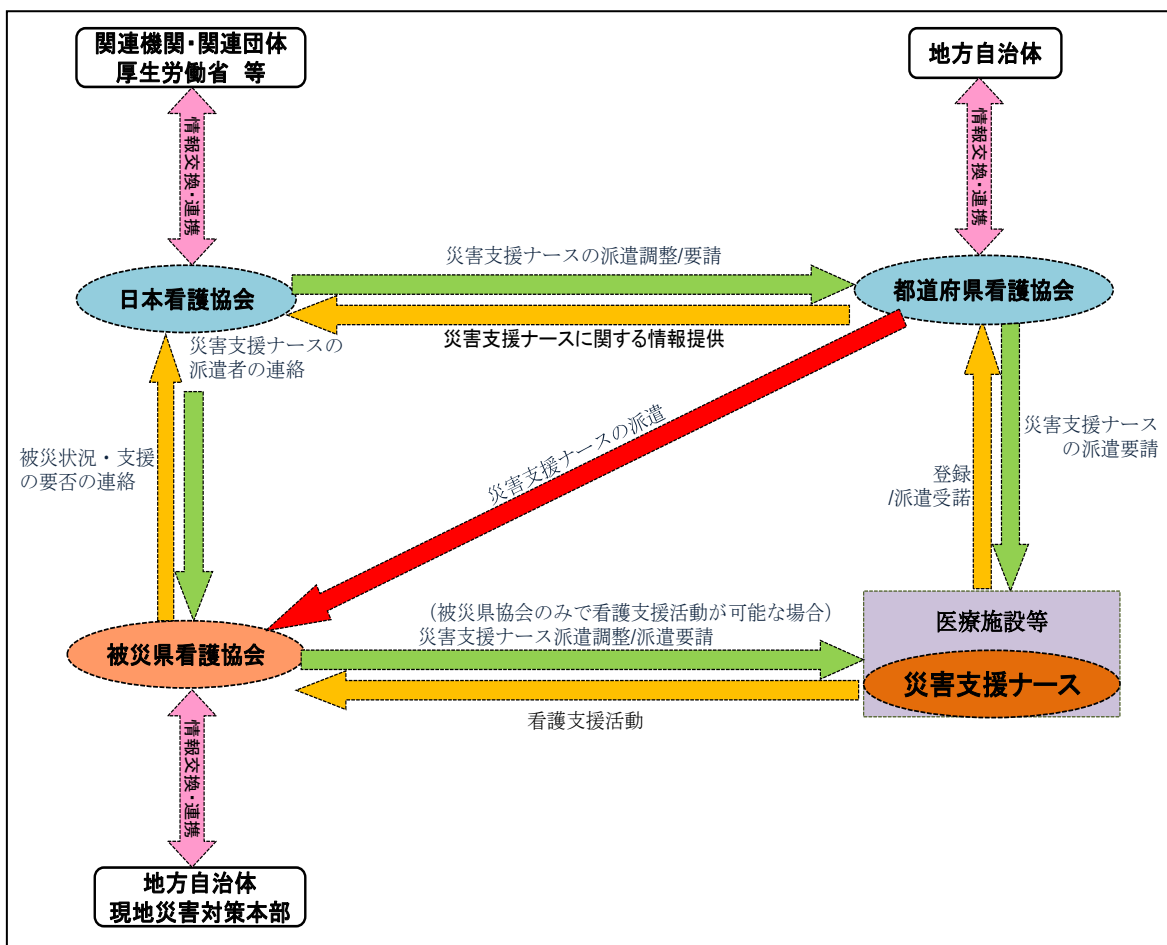 関連機関・関連団体
厚生労働省 等
地方自治体
情報交換・連携
情報交換・連携
災害支援ナースの派遣調整/要請
日本看護協会
都道府県看護協会
災害支援ナースに関する情報提供
災害支援ナースの
派遣者の連絡
災害支援ナースの派遣
災害支援ナース
の派遣要請
被災状況・支援
の要否の連絡
登録
/派遣受諾
（被災県協会のみで看護支援活動が可能な場合）
災害支援ナース派遣調整/派遣要請
医療施設等
被災県看護協会
災害支援ナース
看護支援活動
情報交換・連携
地方自治体
現地災害対策本部